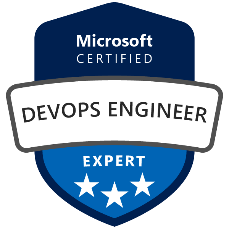 Microsoft
CERTIFIED
DEVOPS ENGINEER
EXPERT